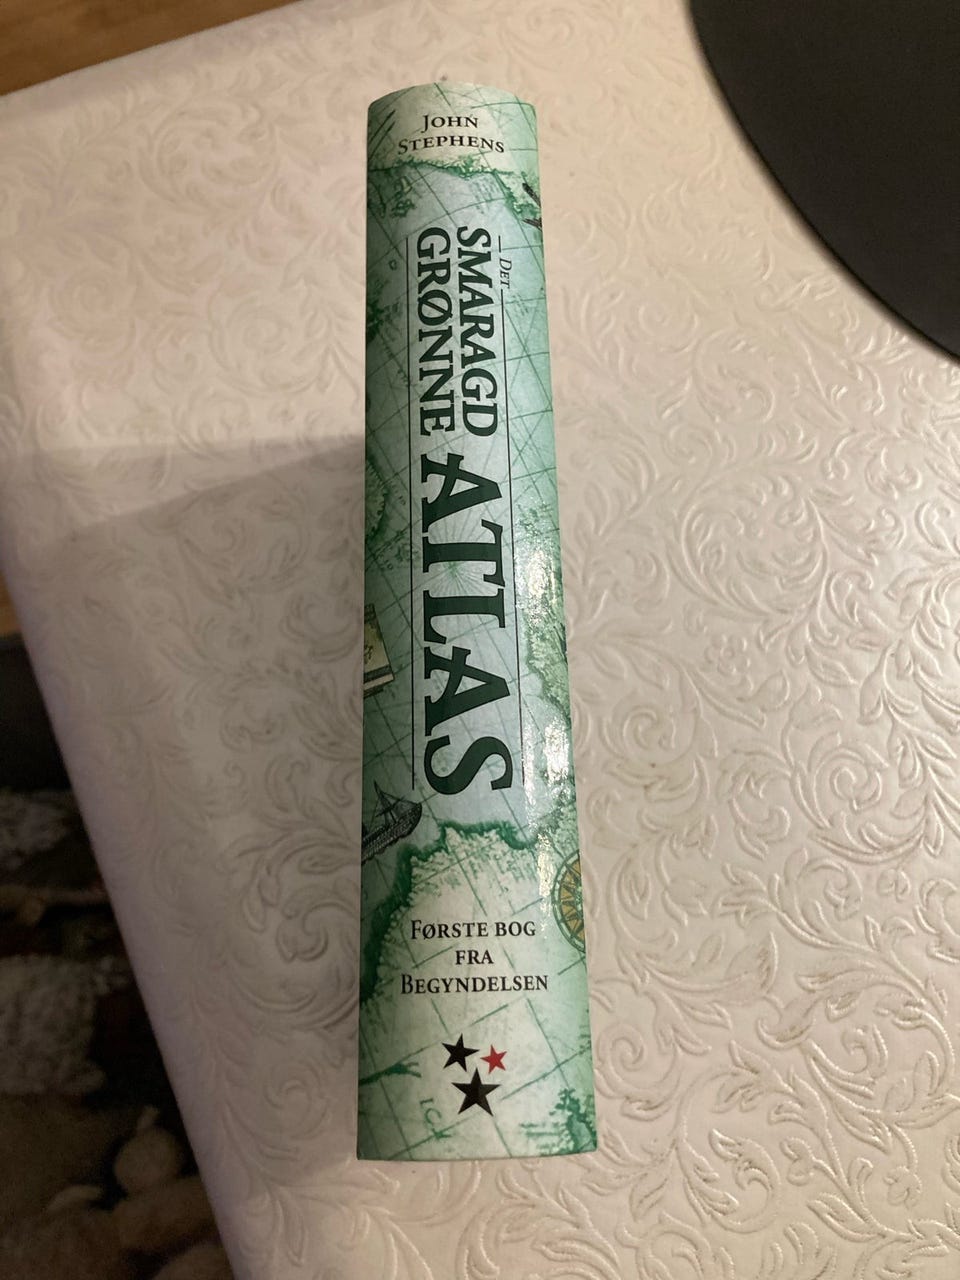 JOHN
STEPHENS
DET
SMARAGD
GRØNNE
ATLAS
FØRSTE BOG
FRA
BEGYNDELSEN